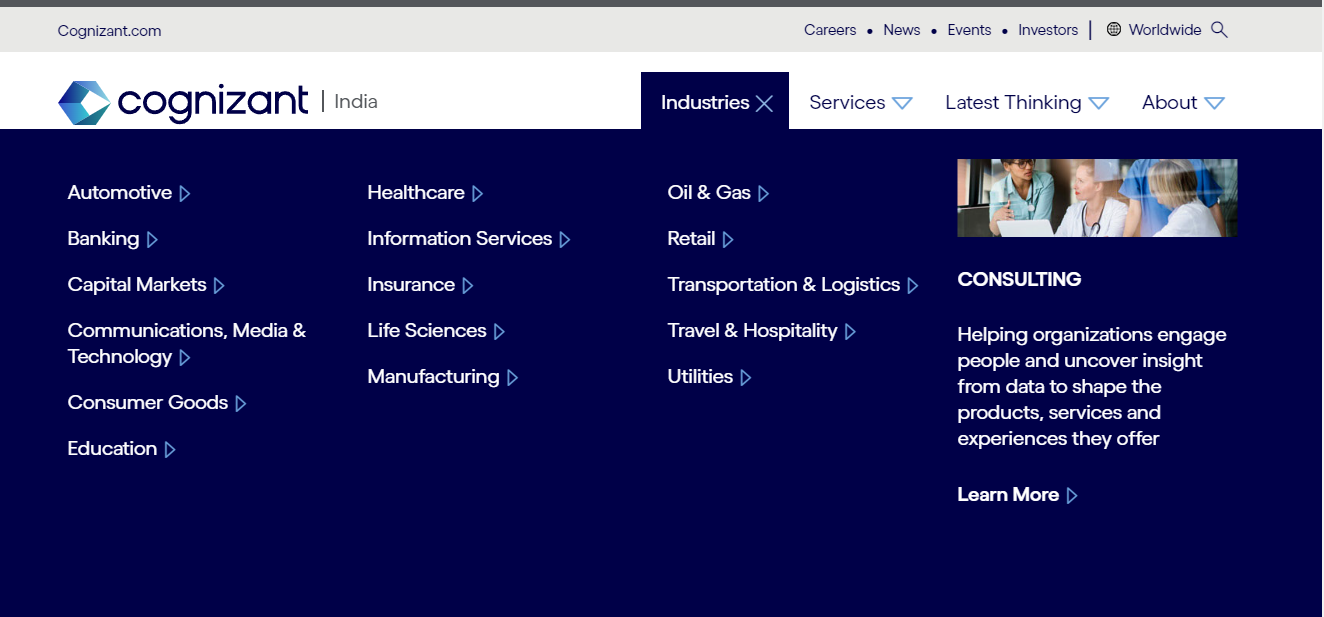 Cognizant.com
Careers • News • Events • Investors | Worldwide
cognizant | India
Industries
Services
Latest Thinking
About
Automotive
Banking
Capital Markets
Communications, Media &
Technology
Consumer Goods
Education
Healthcare
Information Services
Insurance
Life Sciences
Manufacturing
Oil & Gas
Retail
Transportation & Logistics
Travel & Hospitality
Utilities
CONSULTING
Helping organizations engage
people and uncover insight
from data to shape the
products, services and
experiences they offer
Learn More